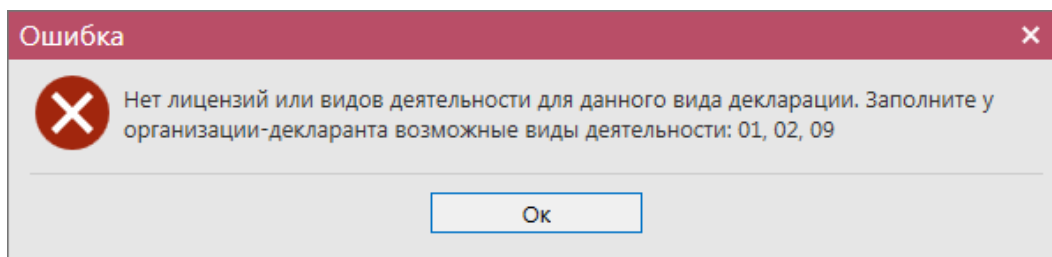 Ошибка
Нет лицензий или видов деятельности для данного вида декларации. Заполните у
организации-декларанта возможные виды деятельности: 01, 02, 09
Ок